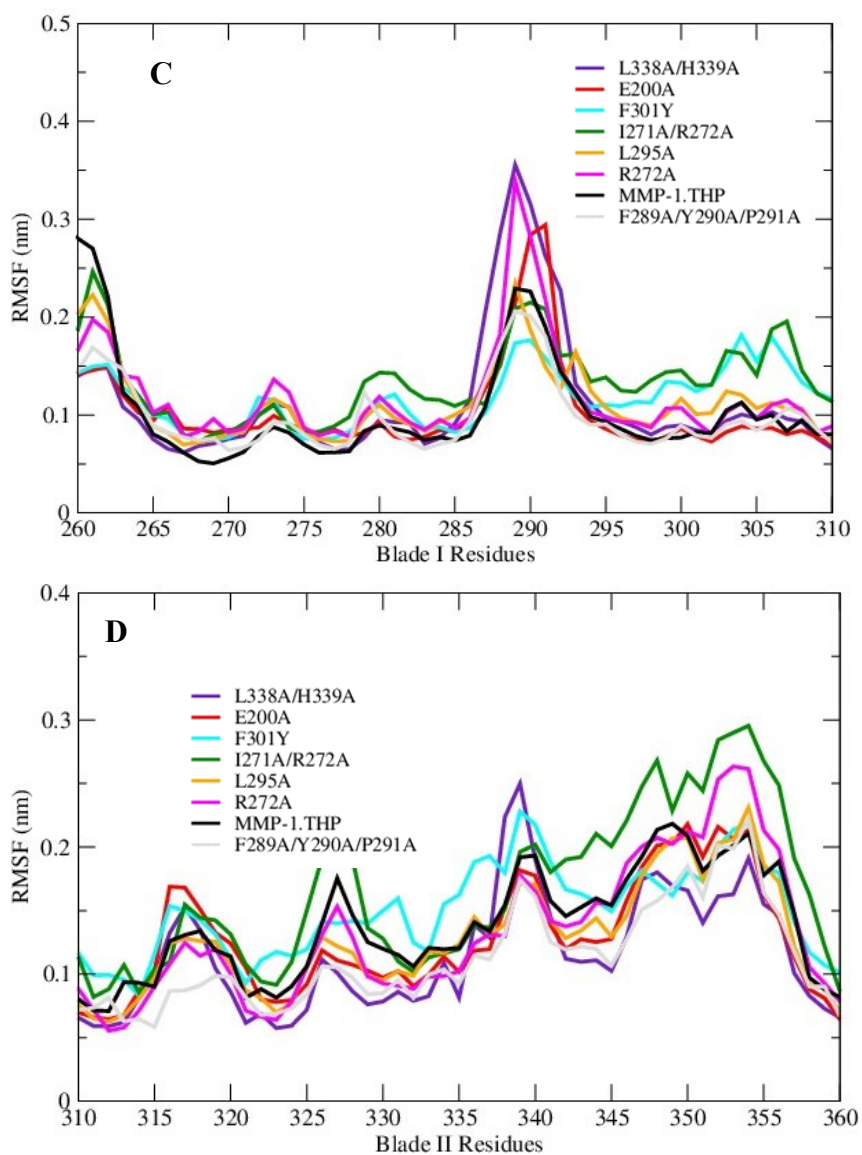 C
0.5
0.4
0.3
0.2
0.1
0
RMSF (nm)
L338A/H339A
E200A
F301Y
I271A/R272A
L295A
R272A
MMP-1.THP
F289A/Y290A/P291A
260 265 270 275 280 285 290 295 300 305 310
Blade I Residues
D
0.4
0.3
0.2
0.1
0
RMSF (nm)
L338A/H339A
E200A
F301Y
I271A/R272A
L295A
R272A
MMP-1.THP
F289A/Y290A/P291A
310 315 320 325 330 335 340 345 350 355 360
Blade II Residues